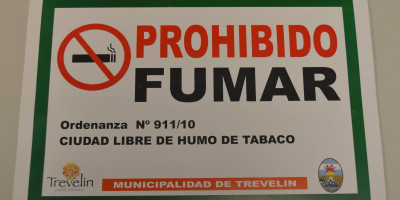 PROHIBIDO
FUMAR
Ordenanza Nº 911/10
CIUDAD LIBRE DE HUMO DE TABACO
Trevelin
MUNICIPALIDAD DE TREVELIN